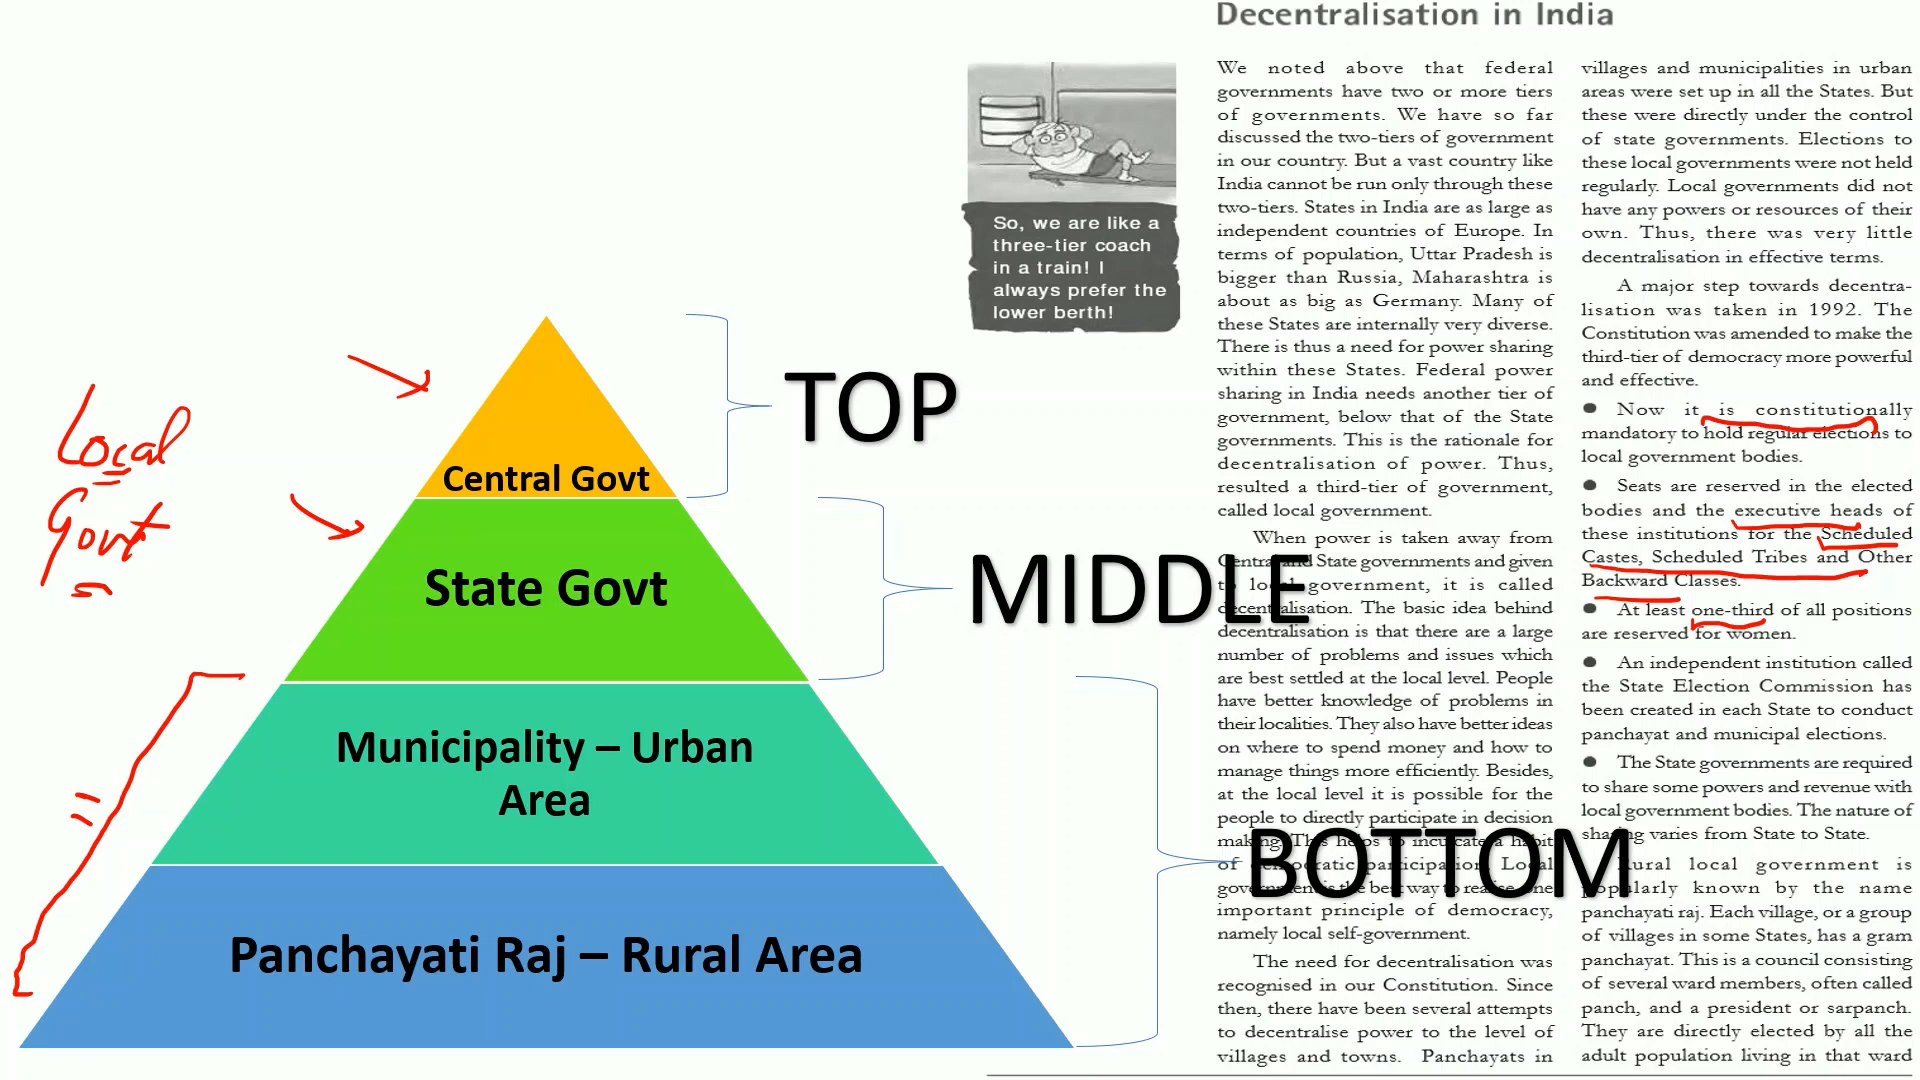 Decentralisation in India
So, we are like a
three-tier coach
in a train! I
always prefer the
lower berth!
Local
Govt
Central Govt
State Govt
Municipality – Urban
Area
Panchayati Raj – Rural Area
TOP
MIDDLE
BOTTOM
We noted above that federal
governments have two or more tiers
of governments. We have so far
discussed the two-tiers of government
in our country. But a vast country like
India cannot be run only through these
two-tiers. States in India are as large as
independent countries of Europe. In
terms of population, Uttar Pradesh is
bigger than Russia, Maharashtra is
about as big as Germany. Many of
these States are internally very diverse.
There is thus a need for power sharing
within these States. Federal power
sharing in India needs another tier of
government, below that of the State
governments. This is the rationale for
decentralisation of power. Thus,
resulted a third-tier of government,
called local government.
When power is taken away from
Central and State governments and given
to local government, it is called
decentralisation. The basic idea behind
decentralisation is that there are a large
number of problems and issues which
are best settled at the local level. People
have better knowledge of problems in
their localities. They also have better ideas
on where to spend money and how to
manage things more efficiently. Besides,
at the local level it is possible for the
people to directly participate in decision
making. This helps to inculcate a habit
of democratic participation. Local
government is the best way to realise one
important principle of democracy,
namely local self-government.
The need for decentralisation was
recognised in our Constitution. Since
then, there have been several attempts
to decentralise power to the level of
villages and towns. Panchayats in
villages and municipalities in urban
areas were set up in all the States. But
these were directly under the control
of state governments. Elections to
these local governments were not held
regularly. Local governments did not
have any powers or resources of their
own. Thus, there was very little
decentralisation in effective terms.
A major step towards decentra-
lisation was taken in 1992. The
Constitution was amended to make the
third-tier of democracy more powerful
and effective.
● Now it is constitutionally
mandatory to hold regular elections to
local government bodies.
● Seats are reserved in the elected
bodies and the executive heads of
these institutions for the Scheduled
Castes, Scheduled Tribes and Other
Backward Classes.
● At least one-third of all positions
are reserved for women.
● An independent institution called
the State Election Commission has
been created in each State to conduct
panchayat and municipal elections.
● The State governments are required
to share some powers and revenue with
local government bodies. The nature of
sharing varies from State to State.
Rural local government is
popularly known by the name
panchayati raj. Each village, or a group
of villages in some States, has a gram
panchayat. This is a council consisting
of several ward members, often called
panch, and a president or sarpanch.
They are directly elected by all the
adult population living in that ward